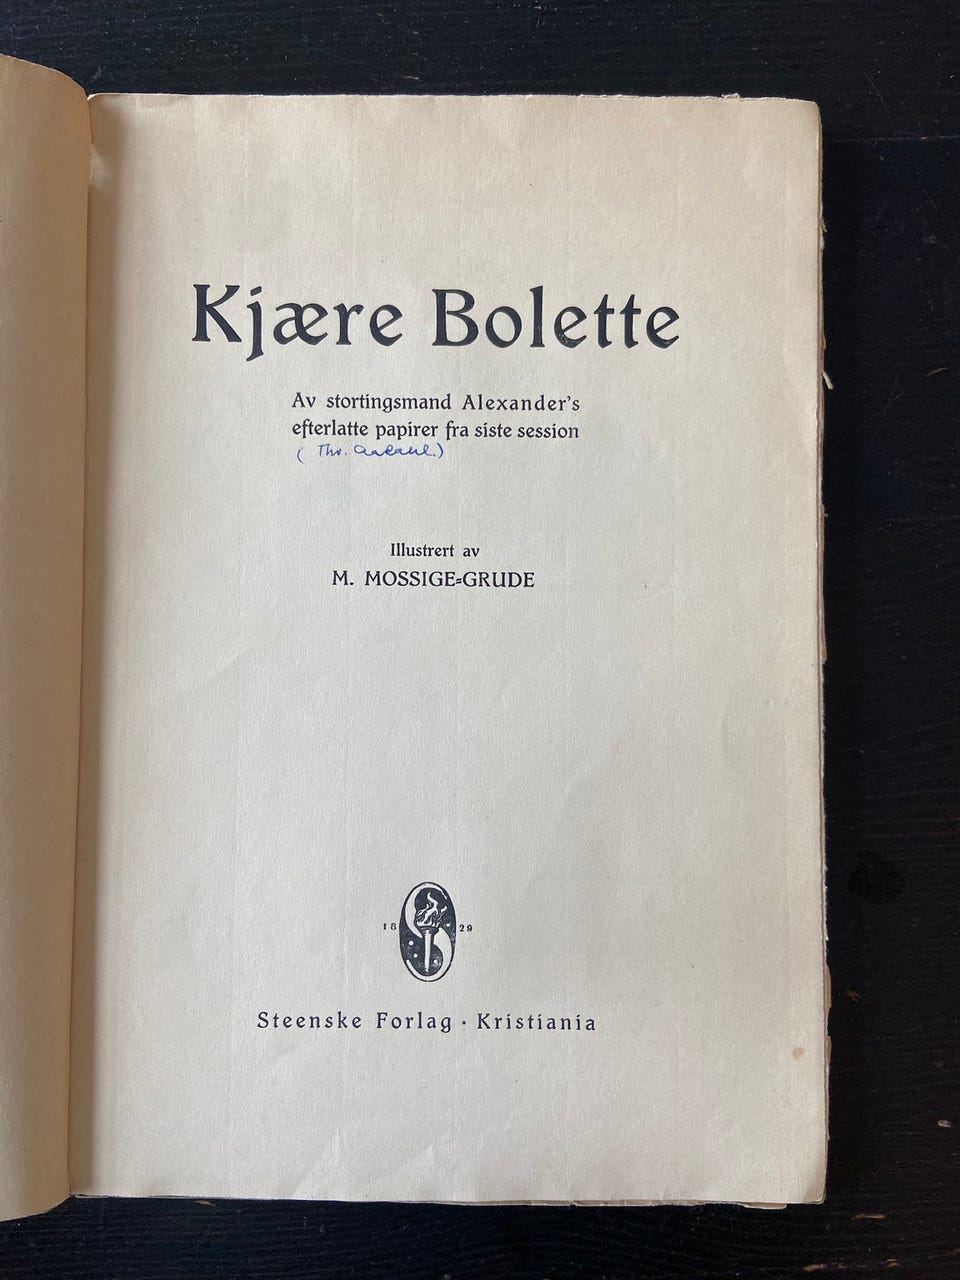 Kjære Bolette
Av stortingsmand Alexander's
efterlatte papirer fra siste session
( Th. )
Illustrert av
M. MOSSIGE-GRUDE
18 29
Steenske Forlag · Kristiania